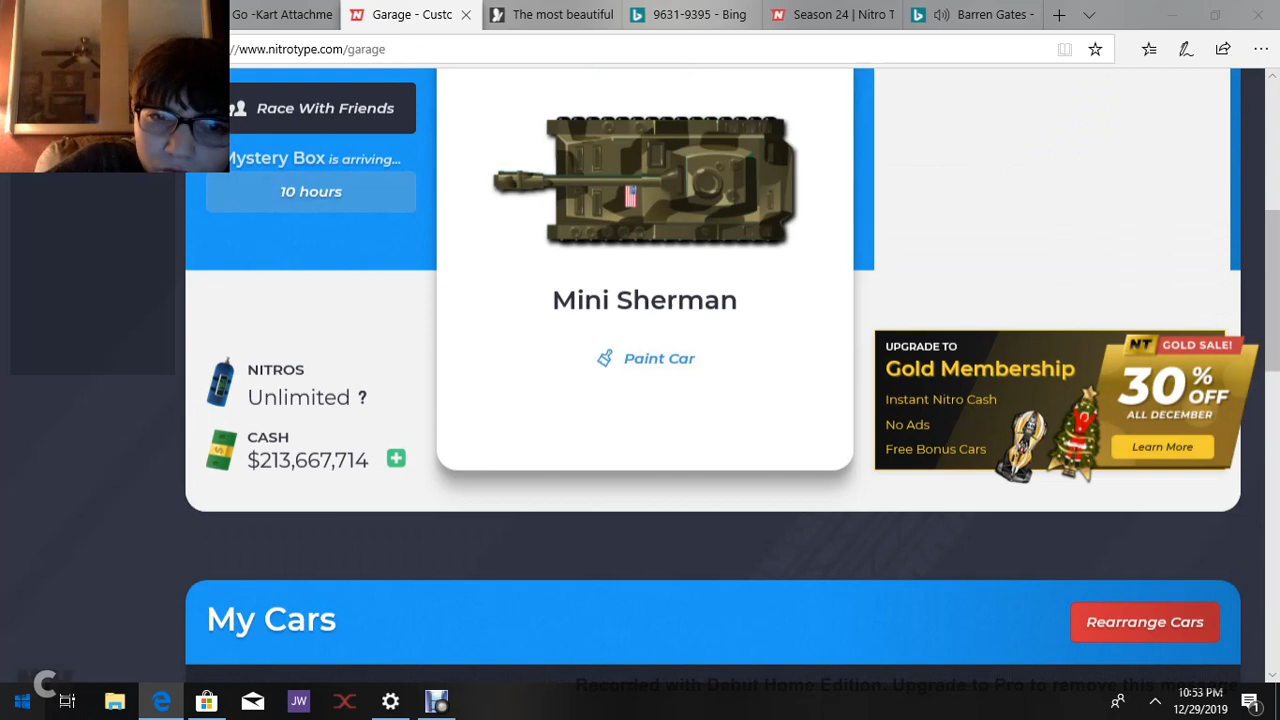 Go -Kart Attachme
Garage - Custo
The most beautiful
9631-9395 - Bing
Season 24 | Nitro T
Barren Gates -
//www.nitrotype.com/garage
Race With Friends
Mystery Box is arriving...
10 hours
Mini Sherman
Paint Car
NITROS
Unlimited ?
CASH
$213,667,714
UPGRADE TO
Gold Membership
Instant Nitro Cash
No Ads
Free Bonus Cars
NT GOLD SALE!
30% OFF
ALL DECEMBER
Learn More
My Cars
Rearrange Cars
Recorded with Debut Home Edition. Upgrade to Pro to remove this message
JW
10:53 PM
12/29/2019